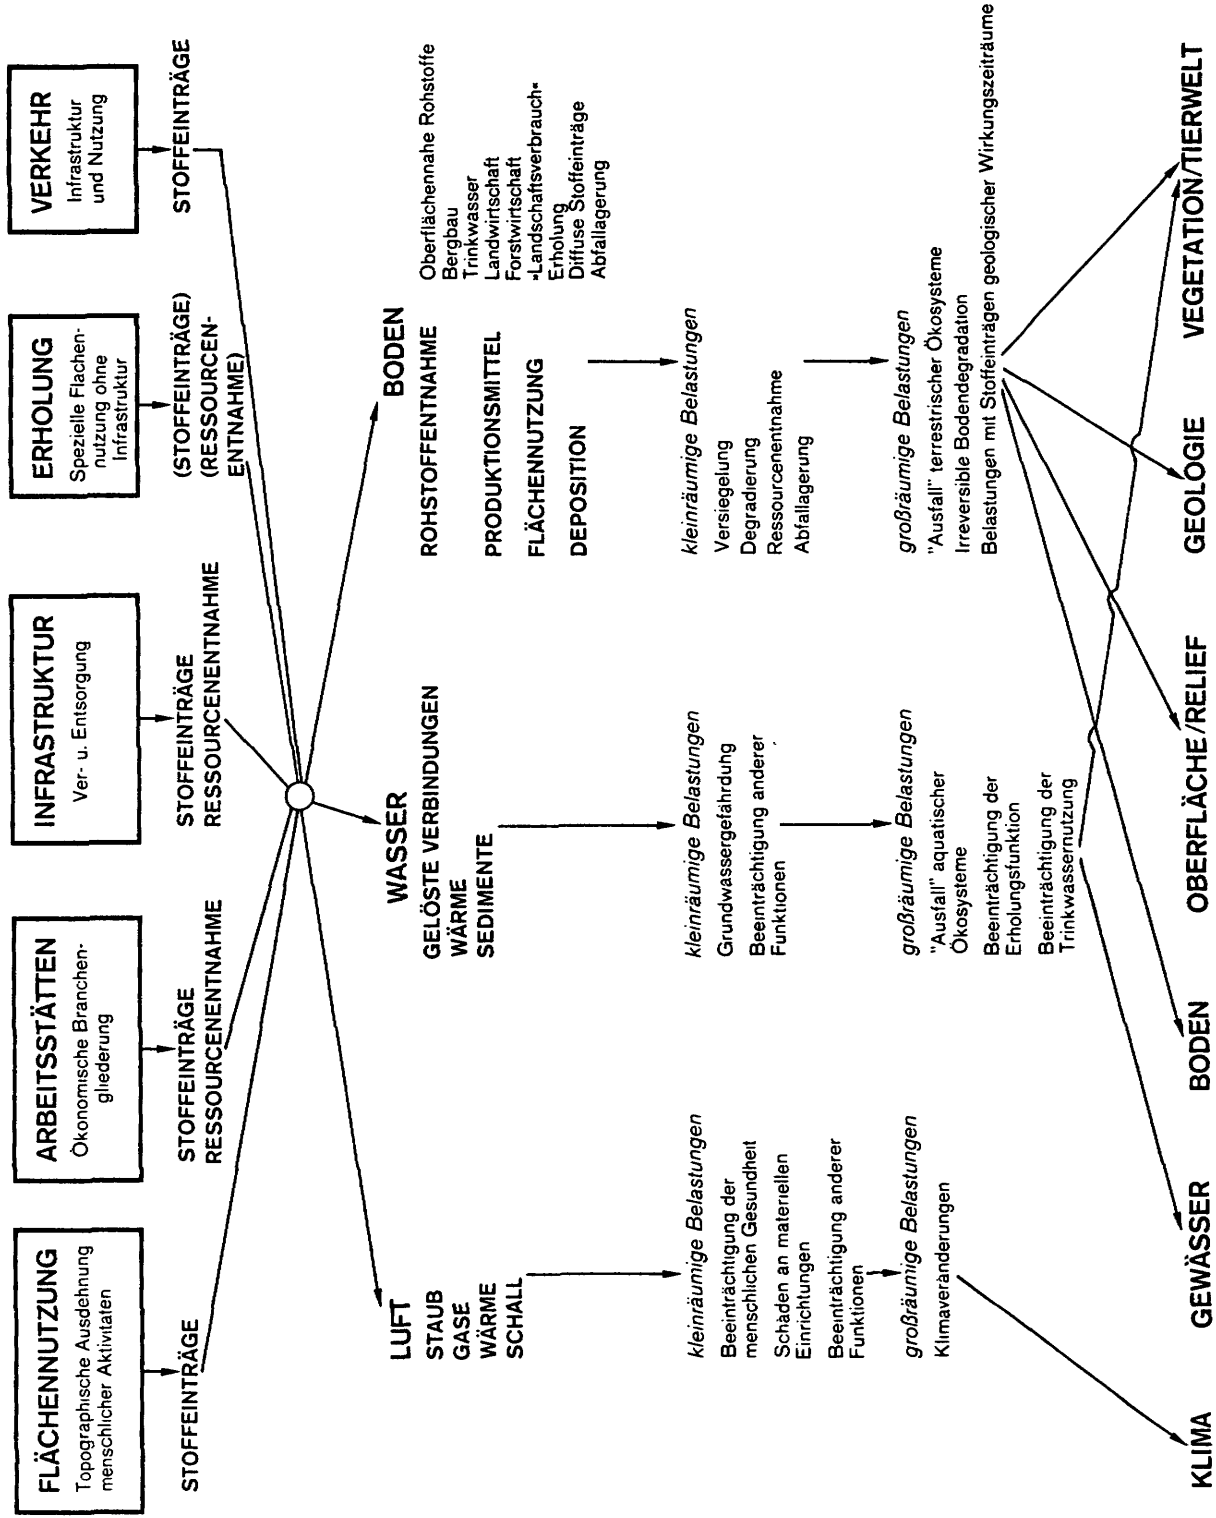 FLÄCHENNUTZUNG
Topographische Ausdehnung
menschlicher Aktivitaten
STOFFEINTRÄGE
ARBEITSSTÄTTEN
Ökonomische Branchen-
gliederung
STOFFEINTRÄGE
RESSOURCENENTNAHME
INFRASTRUKTUR
Ver- u. Entsorgung
STOFFEINTRÄGE
RESSOURCENENTNAHME
ERHOLUNG
Spezielle Flachen-
nutzung ohne
Infrastruktur
(STOFFEINTRÄGE)
(RESSOURCEN-
ENTNAHME)
VERKEHR
Infrastruktur
und Nutzung
STOFFEINTRÄGE
LUFT
STAUB
GASE
WÄRME
SCHALL
kleinräumige Belastungen
Beeinträchtigung der
menschlichen Gesundheit
Schäden an materiellen
Einrichtungen
Beeinträchtigung anderer
Funktionen
großräumige Belastungen
Klimaveränderungen
WASSER
GELÖSTE VERBINDUNGEN
WÄRME
SEDIMENTE
kleinräumige Belastungen
Grundwassergefährduhg
Beeinträchtigung anderer
Funktionen
großräumige Belastungen
"Ausfall" aquatischer
Ökosysteme
Beeinträchtigung der
Erholungsfunktion
Beeinträchtigung der
Trinkwassernutzung
BODEN
ROHSTOFFENTNAHME
PRODUKTIONSMITTEL
FLÄCHENNUTZUNG
DEPOSITION
Oberflächennahe Rohstoffe
Bergbau
Trinkwasser
Landwirtschaft
Forstwirtschaft
»Landschaftsverbrauch«
Erholung
Diffuse Stoffeinträge
Abfallagerung
kleinräumige Belastungen
Versiegelung
Degradierung
Ressourcenentnahme
Abfallagerung
großräumige Belastungen
"Ausfall" terrestrischer Ökosysteme
Irreversible Bodendegradation
Belastungen mit Stoffeinträgen geologischer Wirkungszeiträume
KLIMA
GEWÄSSER
BODEN
OBERFLÄCHE/RELIEF
GEOLOGIE
VEGETATION/TIERWELT